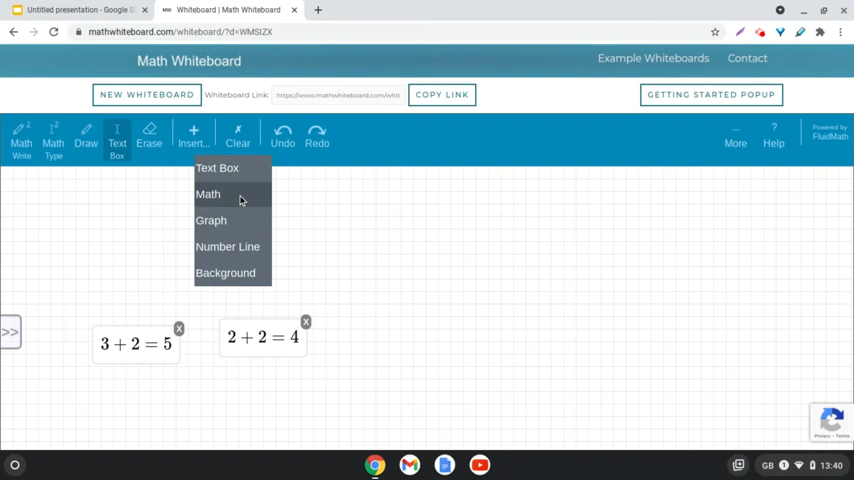 Untitled presentation - Google Sl
MW Whiteboard | Math Whiteboard
mathwhiteboard.com/whiteboard/?d=WMSIZX
Math Whiteboard
Example Whiteboards Contact
NEW WHITEBOARD Whiteboard Link: https://www.mathwhiteboard.com/whit COPY LINK GETTING STARTED POPUP
Math Write
Math Type
Draw
Text Box
Erase
Insert...
Clear
Undo
Redo
More
Help
Powered by FluidMath
Text Box
Math
Graph
Number Line
Background
3 + 2 = 5
2 + 2 = 4
>>
Privacy - Terms
GB 1 13:40